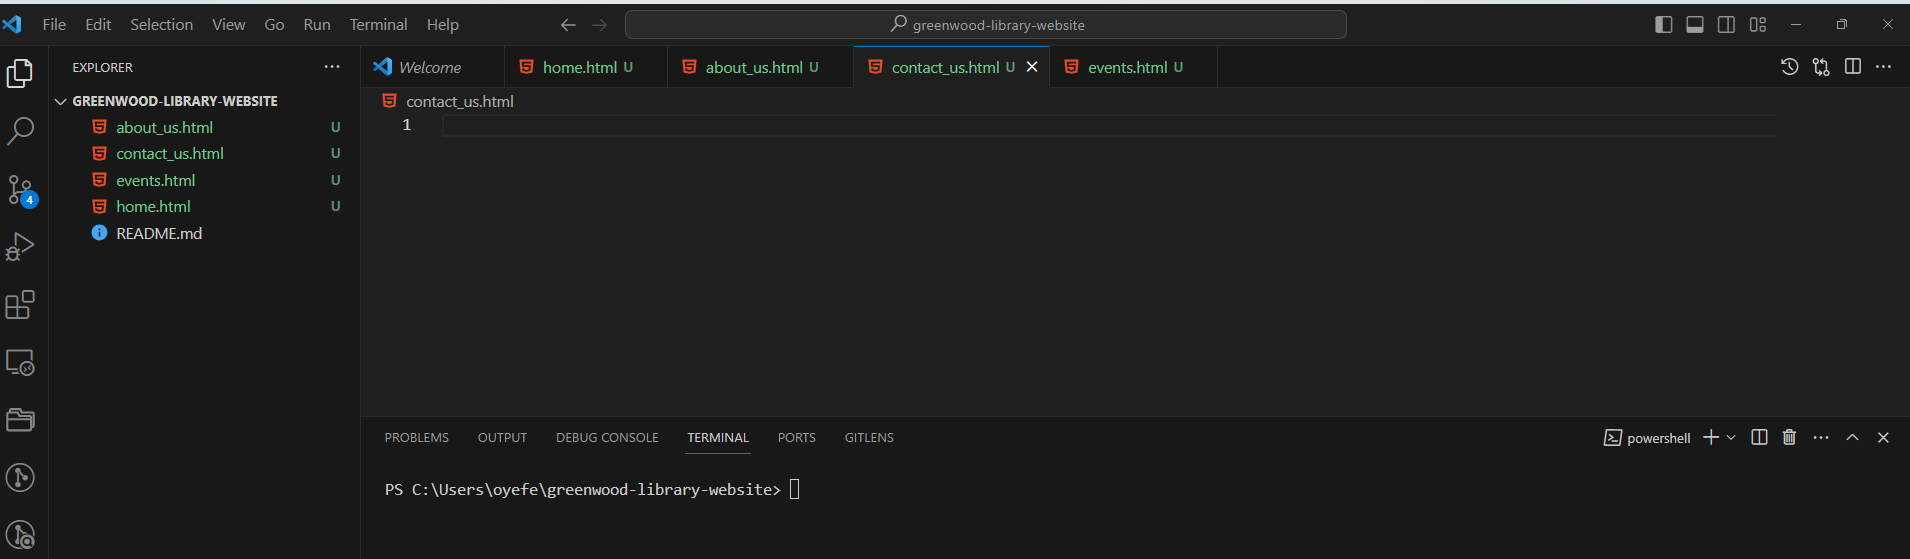 File Edit Selection View Go Run Terminal Help greenwood-library-website
EXPLORER
GREENWOOD-LIBRARY-WEBSITE
about_us.html U
contact_us.html U
events.html U
home.html U
README.md
4
Welcome home.html U about_us.html U contact_us.html U events.html U
contact_us.html
1
PROBLEMS OUTPUT DEBUG CONSOLE TERMINAL PORTS GITLENS powershell
PS C:\Users\oyefe\greenwood-library-website>